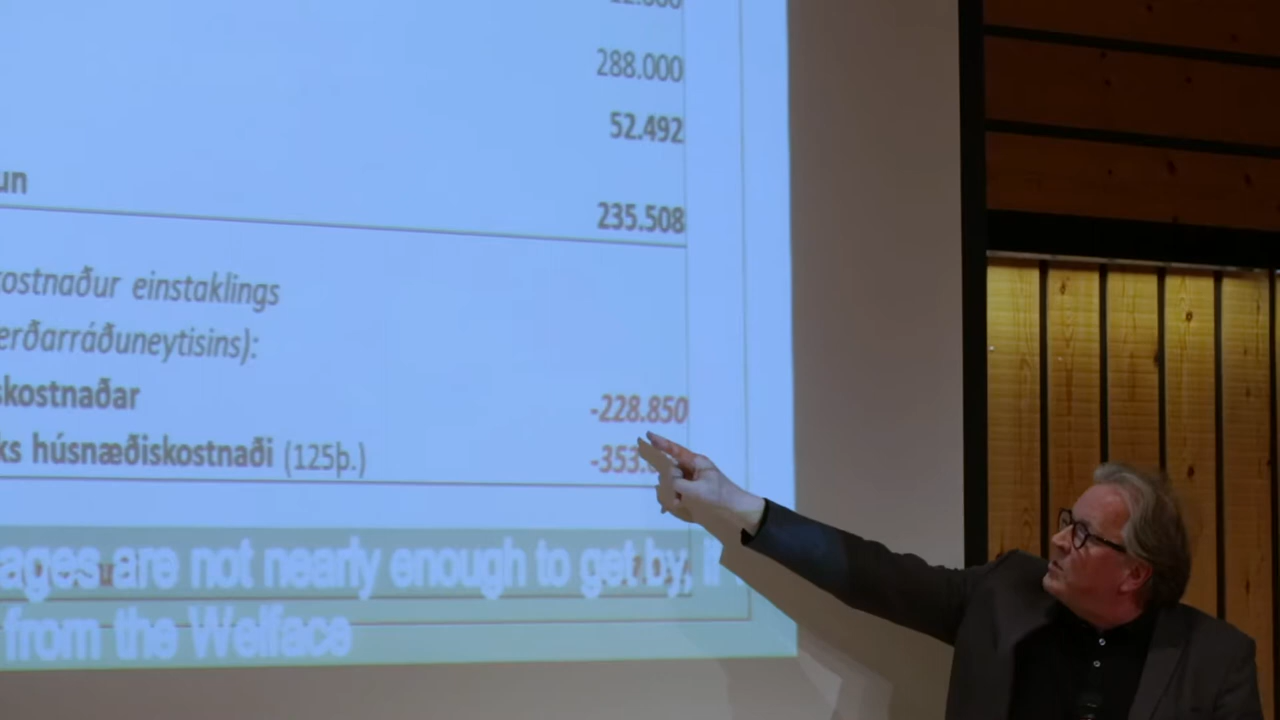 288.000
52.492
un
235.508
ostnaður einstaklings
erðarráðuneytisins):
skostnaðar -228.850
ks húsnæðiskostnaði (125þ.) -353.
ages are not nearly enough to get by,
from the Welface